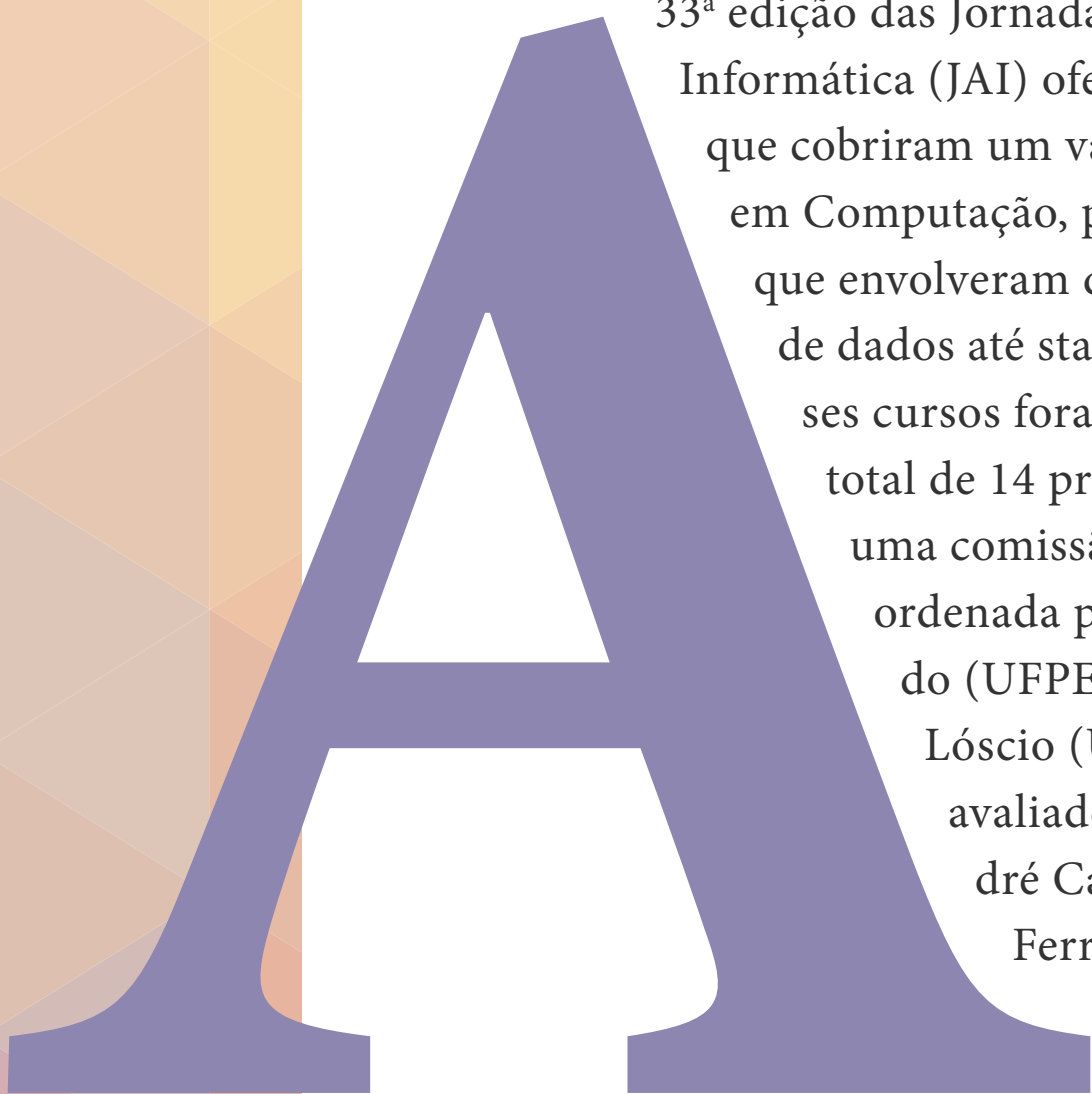 A
33ª edição das Jornada
Informática (JAI) ofe
que cobriram um va
em Computação, p
que envolveram
de dados até sta
ses cursos fora
total de 14 pr
uma comissã
ordenada p
do (UFPE
Lóscio (U
avaliad
dré Ca
Ferr